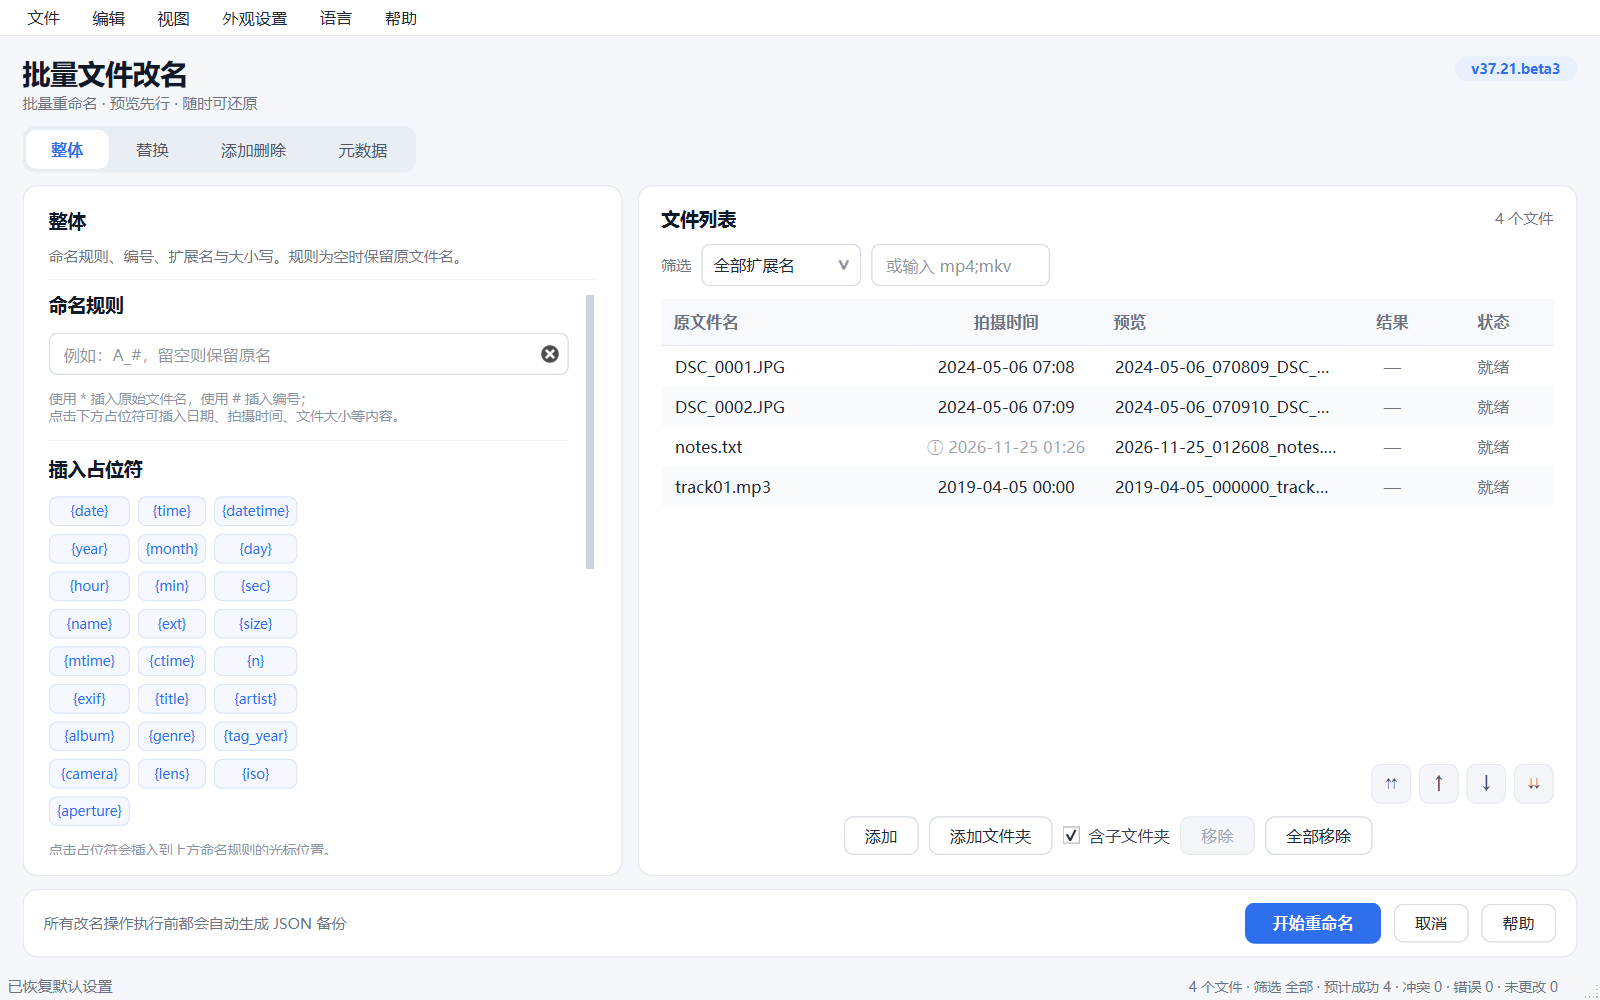 文件 编辑 视图 外观设置 语言 帮助
批量文件改名
v37.21.beta3
批量重命名 · 预览先行 · 随时可还原
整体 替换 添加删除 元数据
整体
命名规则、编号、扩展名与大小写。规则为空时保留原文件名。
命名规则
例如：A_#，留空则保留原名
使用 * 插入原始文件名，使用 # 插入编号；
点击下方占位符可插入日期、拍摄时间、文件大小等内容。
插入占位符
{date} {time} {datetime}
{year} {month} {day}
{hour} {min} {sec}
{name} {ext} {size}
{mtime} {ctime} {n}
{exif} {title} {artist}
{album} {genre} {tag_year}
{camera} {lens} {iso}
{aperture}
点击占位符会插入到上方命名规则的光标位置。
文件列表
4 个文件
筛选 全部扩展名 或输入 mp4;mkv
原文件名 拍摄时间 预览 结果 状态
DSC_0001.JPG 2024-05-06 07:08 2024-05-06_070809_DSC_... — 就绪
DSC_0002.JPG 2024-05-06 07:09 2024-05-06_070910_DSC_... — 就绪
notes.txt ⓘ 2026-11-25 01:26 2026-11-25_012608_notes.... — 就绪
track01.mp3 2019-04-05 00:00 2019-04-05_000000_track... — 就绪
⇈ ↑ ↓ ⇊
添加 添加文件夹 含子文件夹 移除 全部移除
所有改名操作执行前都会自动生成 JSON 备份
开始重命名 取消 帮助
已恢复默认设置
4 个文件 · 筛选 全部 · 预计成功 4 · 冲突 0 · 错误 0 · 未更改 0